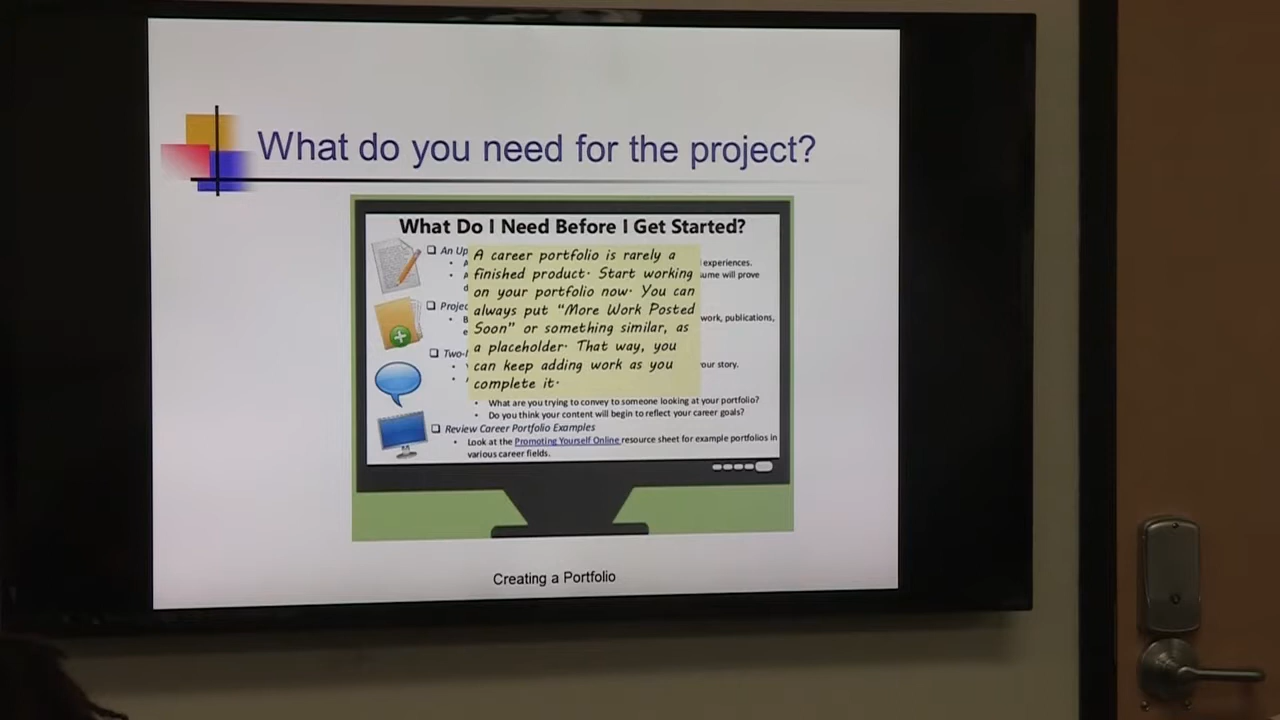 What do you need for the project?
What Do I Need Before I Get Started?
An Up
experiences.
ume will prove
A career portfolio is rarely a
finished product. Start working
on your portfolio now. You can
always put “More Work Posted
Soon” or something similar, as
a placeholder. That way, you
can keep adding work as you
complete it.
Projec
work, publications,
Two-
our story.
What are you trying to convey to someone looking at your portfolio?
Do you think your content will begin to reflect your career goals?
Review Career Portfolio Examples
Look at the Promoting Yourself Online resource sheet for example portfolios in
various career fields.
Creating a Portfolio